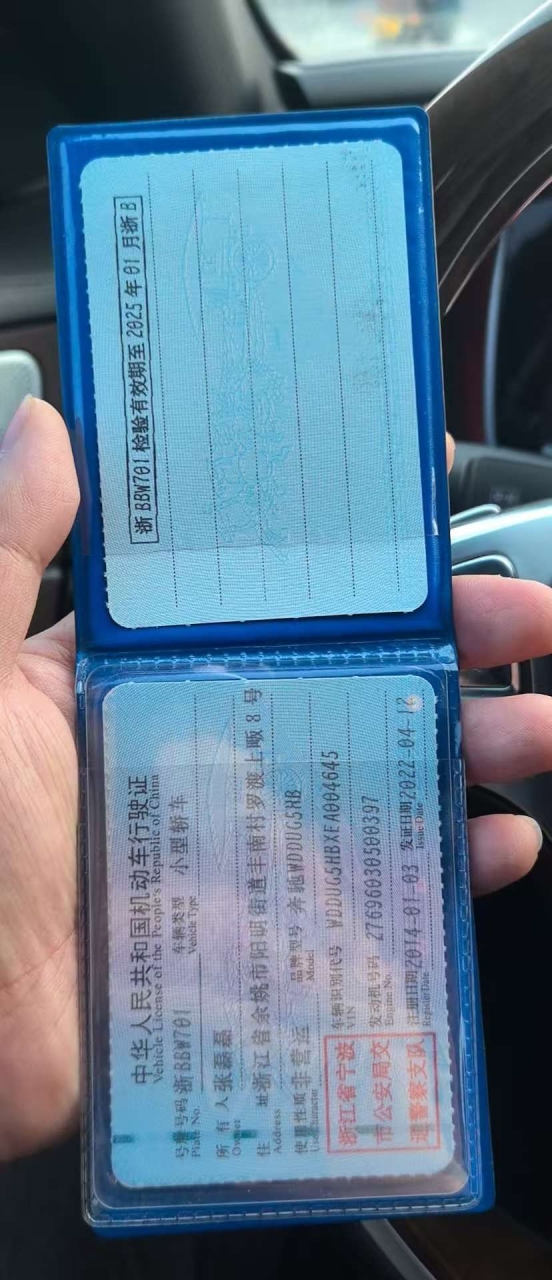 浙BBW701检验有效期至2025年01月浙B
中华人民共和国机动车行驶证
Vehicle License of the People's Republic of China
号牌号码 浙BBW701 车辆类型 小型轿车
Plate No. Vehicle Type
所有人 张磊磊
Owner
住址 浙江省余姚市阳明街道丰南村罗渡上畈8号
Address
使用性质 非营运 品牌型号 奔驰WDDUG5HB
Use Character Model
浙江省宁波
市公安局交
通警察支队
车辆识别代号 WDDUG5HBXEA004645
VIN
发动机号码 27696030500397
Engine No.
注册日期 2014-01-03 发证日期 2022-04-12
Register Date Issue Date